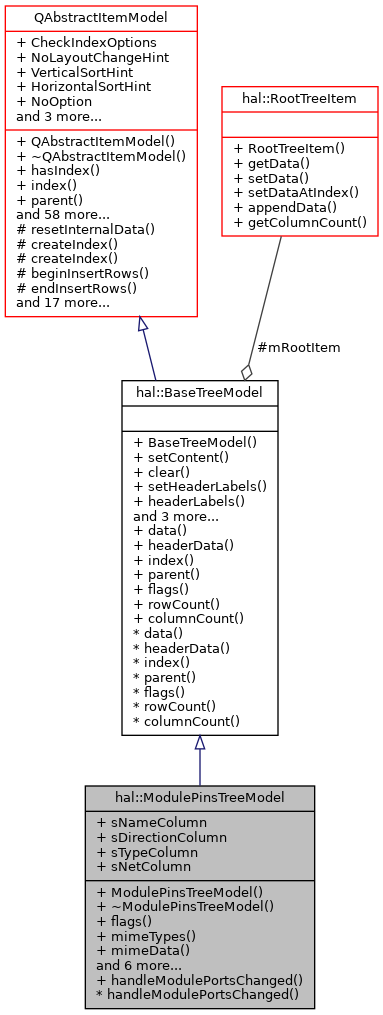 QAbstractItemModel
+ CheckIndexOptions
+ NoLayoutChangeHint
+ VerticalSortHint
+ HorizontalSortHint
+ NoOption
and 3 more...
+ QAbstractItemModel()
+ ~QAbstractItemModel()
+ hasIndex()
+ index()
+ parent()
and 58 more...
# resetInternalData()
# createIndex()
# createIndex()
# beginInsertRows()
# endInsertRows()
and 17 more...
hal::RootTreeItem
+ RootTreeItem()
+ getData()
+ setData()
+ setDataAtIndex()
+ appendData()
+ getColumnCount()
#mRootItem
hal::BaseTreeModel
+ BaseTreeModel()
+ setContent()
+ clear()
+ setHeaderLabels()
+ headerLabels()
and 3 more...
+ data()
+ headerData()
+ index()
+ parent()
+ flags()
+ rowCount()
+ columnCount()
* data()
* headerData()
* index()
* parent()
* flags()
* rowCount()
* columnCount()
hal::ModulePinsTreeModel
+ sNameColumn
+ sDirectionColumn
+ sTypeColumn
+ sNetColumn
+ ModulePinsTreeModel()
+ ~ModulePinsTreeModel()
+ flags()
+ mimeTypes()
+ mimeData()
and 6 more...
+ handleModulePortsChanged()
* handleModulePortsChanged()